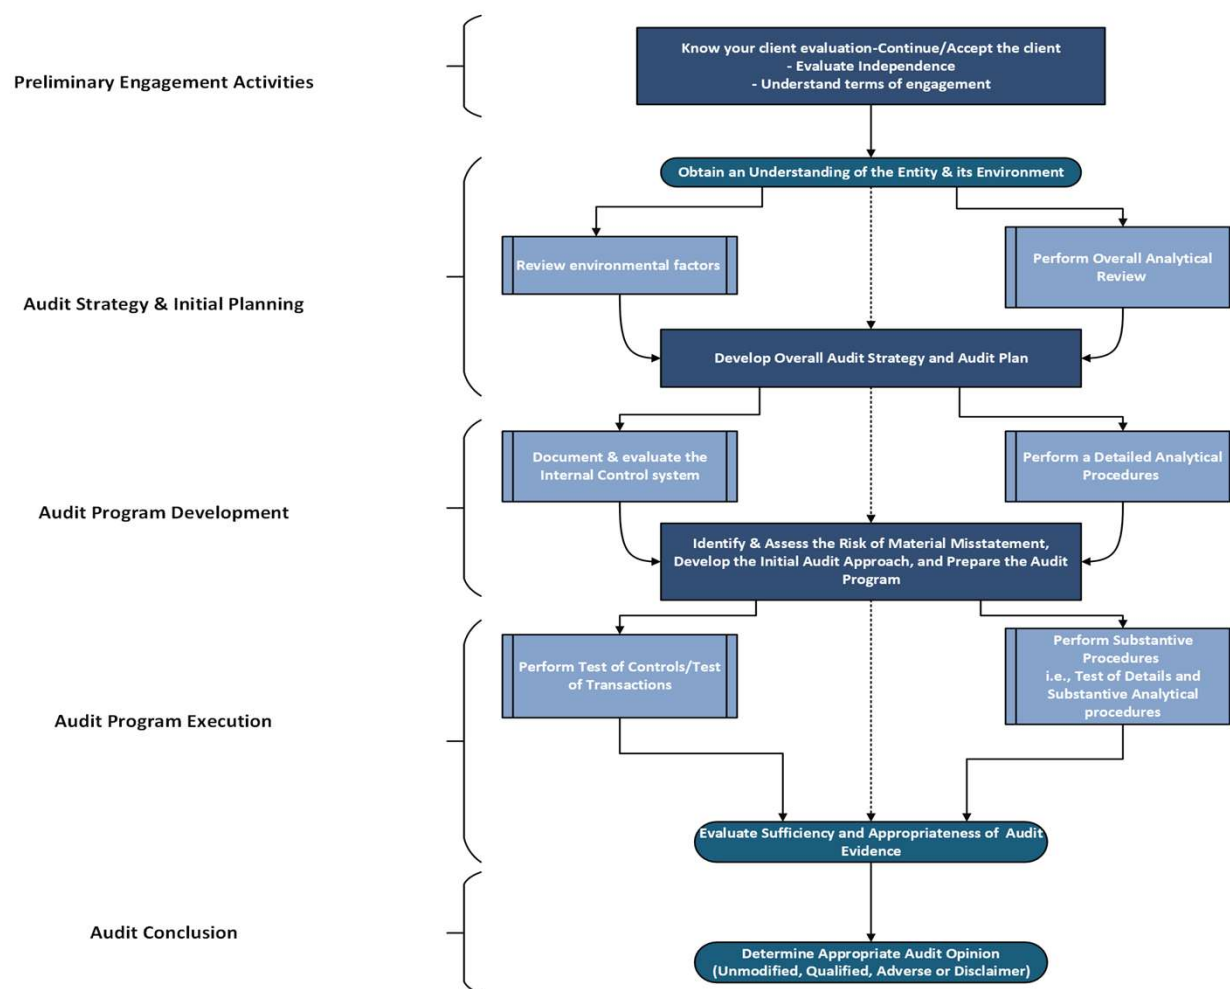 Preliminary Engagement Activities
Know your client evaluation-Continue/Accept the client
- Evaluate Independence
- Understand terms of engagement
Audit Strategy & Initial Planning
Obtain an Understanding of the Entity & its Environment
Review environmental factors
Perform Overall Analytical
Review
Develop Overall Audit Strategy and Audit Plan
Audit Program Development
Document & evaluate the
Internal Control system
Perform a Detailed Analytical
Procedures
Identify & Assess the Risk of Material Misstatement,
Develop the Initial Audit Approach, and Prepare the Audit
Program
Audit Program Execution
Perform Test of Controls/Test
of Transactions
Perform Substantive
Procedures
i.e., Test of Details and
Substantive Analytical
procedures
Evaluate Sufficiency and Appropriateness of Audit
Evidence
Audit Conclusion
Determine Appropriate Audit Opinion
(Unmodified, Qualified, Adverse or Disclaimer)